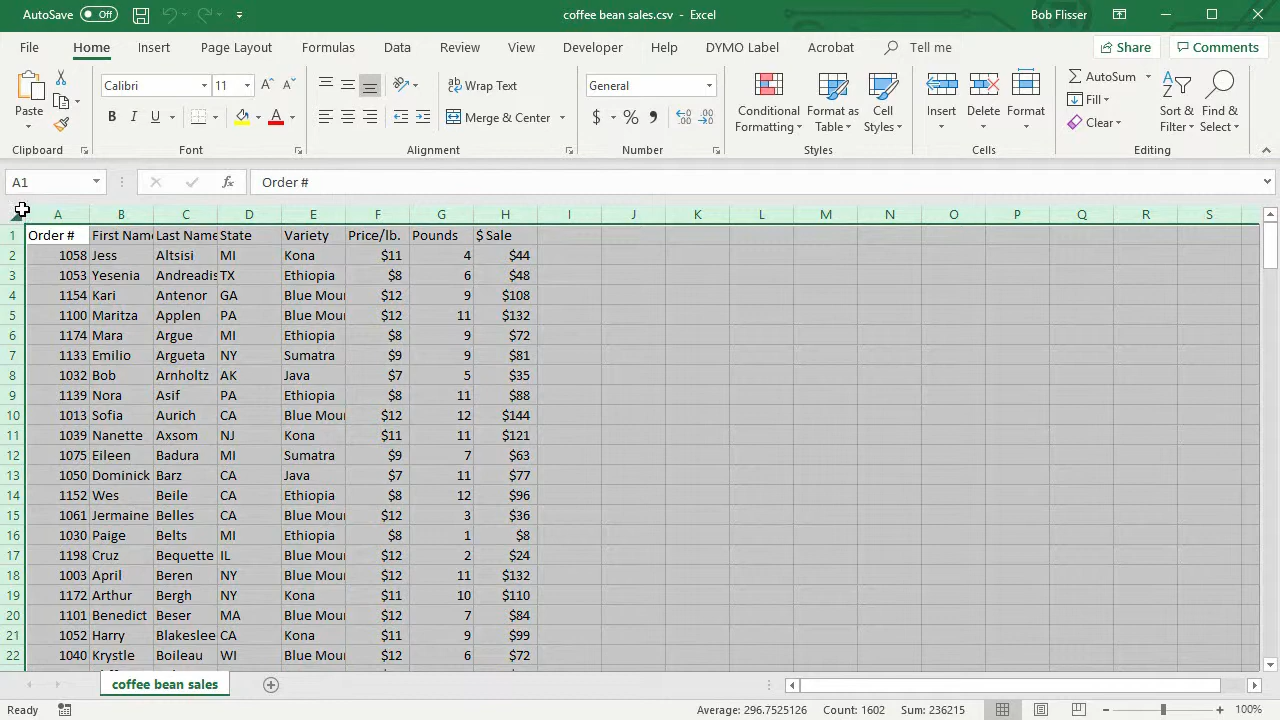 AutoSave Off coffee bean sales.csv - Excel Bob Flisser
File Home Insert Page Layout Formulas Data Review View Developer Help DYMO Label Acrobat Tell me Share Comments
Paste
Calibri 11
B I U A
Wrap Text
Merge & Center
General
$ % ,
Conditional Formatting
Format as Table
Cell Styles
Insert Delete Format
AutoSum
Fill
Clear
Sort & Filter
Find & Select
Clipboard Font Alignment Number Styles Cells Editing
A1 fx Order #
A B C D E F G H I J K L M N O P Q R S
1 Order # First Name Last Name State Variety Price/lb. Pounds $ Sale
2 1058 Jess Altsisi MI Kona $11 4 $44
3 1053 Yesenia Andreadis TX Ethiopia $8 6 $48
4 1154 Kari Antenor GA Blue Mour $12 9 $108
5 1100 Maritza Applen PA Blue Mour $12 11 $132
6 1174 Mara Argue MI Ethiopia $8 9 $72
7 1133 Emilio Argueta NY Sumatra $9 9 $81
8 1032 Bob Arnholtz AK Java $7 5 $35
9 1139 Nora Asif PA Ethiopia $8 11 $88
10 1013 Sofia Aurich CA Blue Mour $12 12 $144
11 1039 Nanette Axsom NJ Kona $11 11 $121
12 1075 Eileen Badura MI Sumatra $9 7 $63
13 1050 Dominick Barz CA Java $7 11 $77
14 1152 Wes Beile CA Ethiopia $8 12 $96
15 1061 Jermaine Belles CA Blue Mour $12 3 $36
16 1030 Paige Belts MI Ethiopia $8 1 $8
17 1198 Cruz Bequette IL Blue Mour $12 2 $24
18 1003 April Beren NY Blue Mour $12 11 $132
19 1172 Arthur Bergh NY Kona $11 10 $110
20 1101 Benedict Beser MA Blue Mour $12 7 $84
21 1052 Harry Blakeslee CA Kona $11 9 $99
22 1040 Krystle Boileau WI Blue Mour $12 6 $72
coffee bean sales
Ready Average: 296.7525126 Count: 1602 Sum: 236215 100%